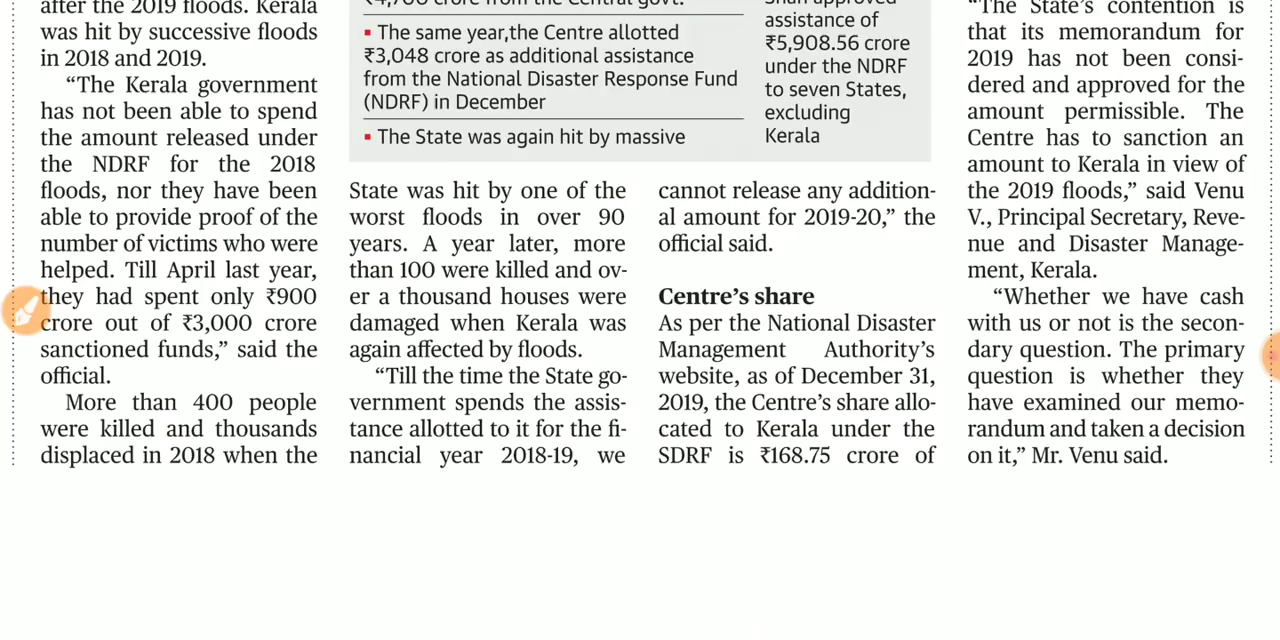 after the 2019 floods. Kerala
was hit by successive floods
in 2018 and 2019.
“The Kerala government
has not been able to spend
the amount released under
the NDRF for the 2018
floods, nor they have been
able to provide proof of the
number of victims who were
helped. Till April last year,
they had spent only ₹900
crore out of ₹3,000 crore
sanctioned funds,” said the
official.
More than 400 people
were killed and thousands
displaced in 2018 when the
₹4,700 crore from the Central govt.
▪ The same year,the Centre allotted
₹3,048 crore as additional assistance
from the National Disaster Response Fund
(NDRF) in December
▪ The State was again hit by massive
Shah approved
assistance of
₹5,908.56 crore
under the NDRF
to seven States,
excluding
Kerala
State was hit by one of the
worst floods in over 90
years. A year later, more
than 100 were killed and ov-
er a thousand houses were
damaged when Kerala was
again affected by floods.
“Till the time the State go-
vernment spends the assis-
tance allotted to it for the fi-
nancial year 2018-19, we
cannot release any addition-
al amount for 2019-20,” the
official said.
Centre’s share
As per the National Disaster
Management Authority’s
website, as of December 31,
2019, the Centre’s share allo-
cated to Kerala under the
SDRF is ₹168.75 crore of
“The State’s contention is
that its memorandum for
2019 has not been consi-
dered and approved for the
amount permissible. The
Centre has to sanction an
amount to Kerala in view of
the 2019 floods,” said Venu
V., Principal Secretary, Reve-
nue and Disaster Manage-
ment, Kerala.
“Whether we have cash
with us or not is the secon-
dary question. The primary
question is whether they
have examined our memo-
randum and taken a decision
on it,” Mr. Venu said.